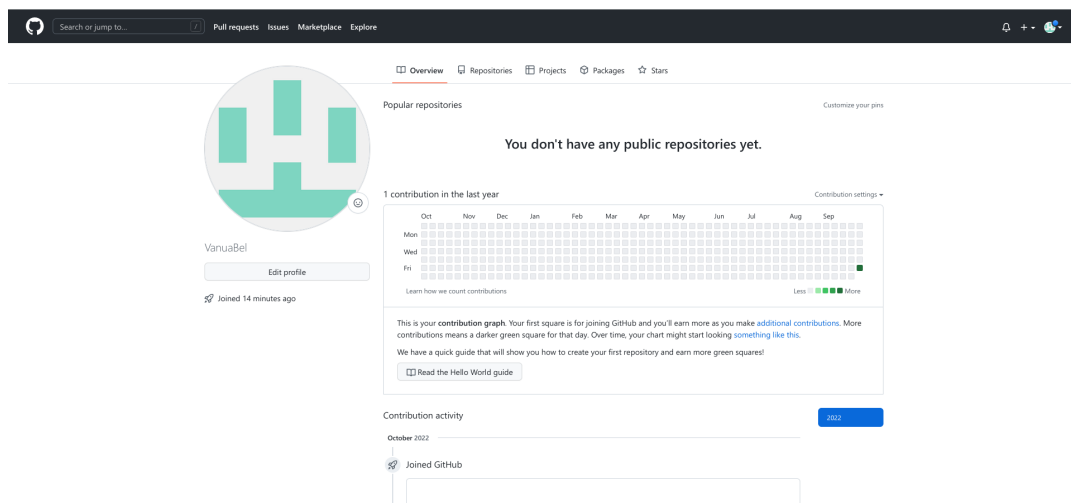 Search or jump to... /
Pull requests Issues Marketplace Explore
Overview Repositories Projects Packages Stars
VanuaBel
Edit profile
Joined 14 minutes ago
Popular repositories Customize your pins
You don't have any public repositories yet.
1 contribution in the last year Contribution settings
Oct Nov Dec Jan Feb Mar Apr May Jun Jul Aug Sep
Mon
Wed
Fri
Learn how we count contributions Less More
This is your contribution graph. Your first square is for joining GitHub and you'll earn more as you make additional contributions. More
contributions means a darker green square for that day. Over time, your chart might start looking something like this.
We have a quick guide that will show you how to create your first repository and earn more green squares!
Read the Hello World guide
Contribution activity 2022
October 2022
Joined GitHub